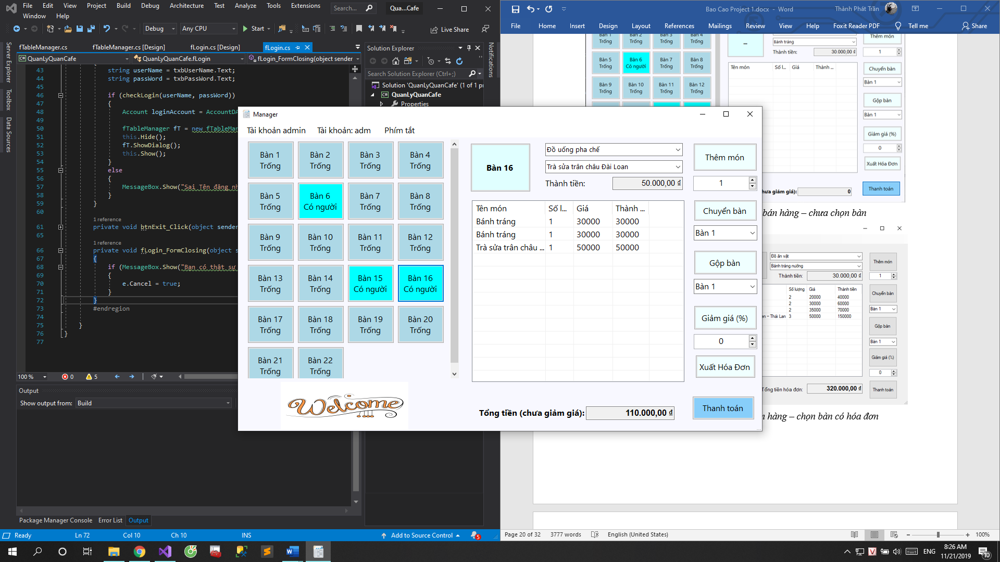 File Edit View Project Build Debug Architecture Test Analyze Tools Extensions Search... Qua...Cafe
Window Help
Debug Any CPU Start Live Share
fTableManager.cs fTableManager.cs [Design] fLogin.cs [Design] fLogin.cs
QuanLyQuanCafe QuanLyQuanCafe.fLogin fLogin_FormClosing(object sender
Server Explorer
Toolbox
Data Sources
43 string userName = txbUserName.Text;
44 string passWord = txbPassWord.Text;
45
46 if (checkLogin(userName, passWord))
47 {
48 Account loginAccount = AccountDA
49
50 fTableManager fT = new fTableMan
51 this.Hide();
52 fT.ShowDialog();
53 this.Show();
54 }
55 else
56 {
57 MessageBox.Show("Sai Tên đăng nh
58 }
59 }
60
1 reference
61 private void btnExit_Click(object sender
65
1 reference
66 private void fLogin_FormClosing(object s
67 {
68 if (MessageBox.Show("Bạn có thật sự
69 {
70 e.Cancel = true;
71 }
72 }
73 #endregion
74
75 }
76 }
77
100 % 0 5
Output
Show output from: Build
Package Manager Console Error List Output
Ready Ln 72 Col 10 Ch 10 INS Add to Source Control 5
Solution Explorer
Search Solution Explorer (Ctrl+;)
Solution 'QuanLyQuanCafe' (1 of 1 pr
QuanLyQuanCafe
Properties
Notifications
Manager
Tài khoản admin Tài khoản: adm Phím tắt
Bàn 1 Bàn 2 Bàn 3 Bàn 4
Trống Trống Trống Trống
Bàn 5 Bàn 6 Bàn 7 Bàn 8
Trống Có người Trống Trống
Bàn 9 Bàn 10 Bàn 11 Bàn 12
Trống Trống Trống Trống
Bàn 13 Bàn 14 Bàn 15 Bàn 16
Trống Trống Có người Có người
Bàn 17 Bàn 18 Bàn 19 Bàn 20
Trống Trống Trống Trống
Bàn 21 Bàn 22
Trống Trống
Welcome
Bàn 16
Đồ uống pha chế
Trà sửa trân châu Đài Loan
Thành tiền: 50.000,00 ₫
Tên món Số l... Giá Thành ...
Bánh tráng 1 30000 30000
Bánh tráng 1 30000 30000
Trà sửa trân châu ... 1 50000 50000
Tổng tiền (chưa giảm giá): 110.000,00 ₫
Thêm món
1
Chuyển bàn
Bàn 1
Gộp bàn
Bàn 1
Giảm giá (%)
0
Xuất Hóa Đơn
Thanh toán
Bao Cao Project 1.docx - Word Thành Phát Trần
File Home Insert Design Layout References Mailings Review View Help Foxit Reader PDF Tell me Share
Bàn 1 Bàn 2 Bàn 3 Bàn 4
Trống Trống Trống Trống
Bàn 5 Bàn 6 Bàn 7 Bàn 8
Trống Có người Trống Trống
Bàn 9 Bàn 10 Bàn 11 Bàn 12
Trống Trống Trống Trống
...
Bánh tráng
Thành tiền: 30.000,00 ₫
Tên món Số l... Giá Thành ...
Thêm món
1
Chuyển bàn
Bàn 1
Gộp bàn
Bàn 1
Giảm giá (%)
0
Xuất Hóa Đơn
hưa giảm giá): 0
Thanh toán
bán hàng – chưa chọn bàn
Đồ ăn vặt
Bánh tráng nướng
Thành tiền: 30.000,00 ₫
Số lượng Giá Thành tiền
2 20000 40000
2 30000 60000
2 35000 70000
en - Thái Lan 3 50000 150000
Thêm món
1
Chuyển bàn
Bàn 1
Gộp bàn
Bàn 1
Giảm giá (%)
0
Tổng tiền hóa đơn: 320.000,00 ₫
Thanh toán
n hàng – chọn bàn có hóa đơn
Page 20 of 32 3777 words English (United States) 100%
ENG 8:26 AM
11/21/2019 10